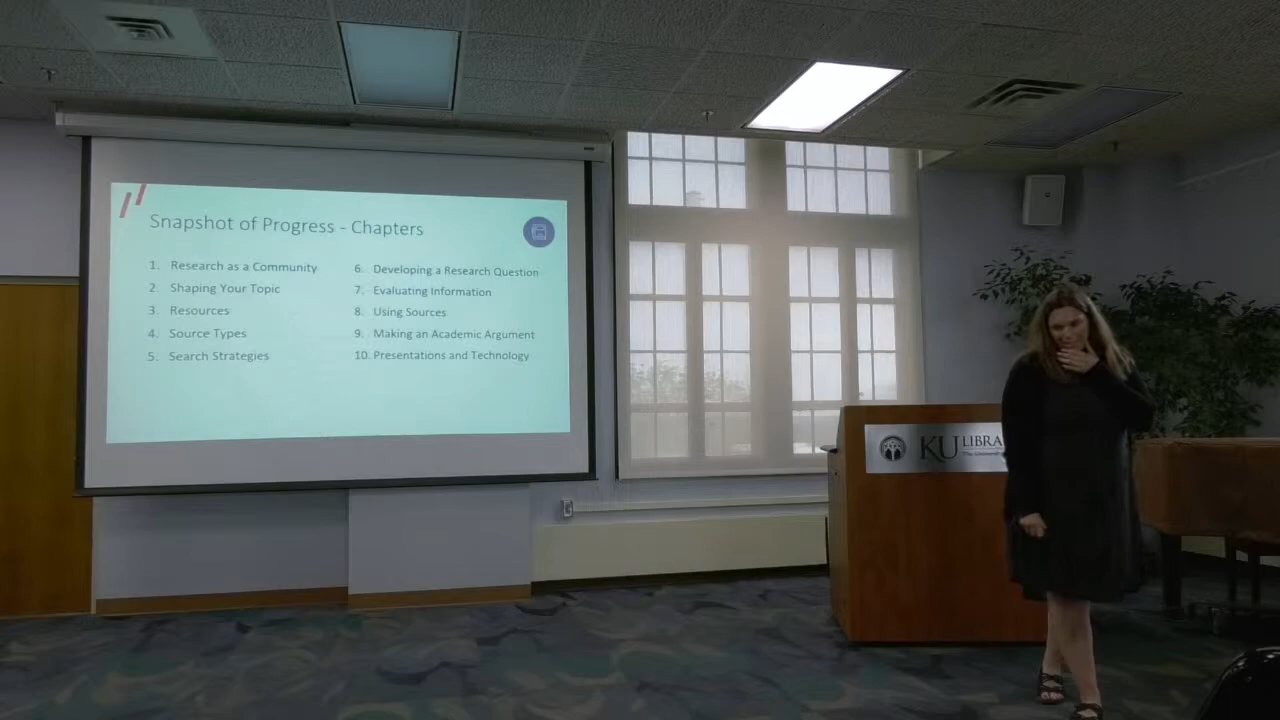 Snapshot of Progress - Chapters
1. Research as a Community
2. Shaping Your Topic
3. Resources
4. Source Types
5. Search Strategies
6. Developing a Research Question
7. Evaluating Information
8. Using Sources
9. Making an Academic Argument
10. Presentations and Technology
KU LIBRA
The